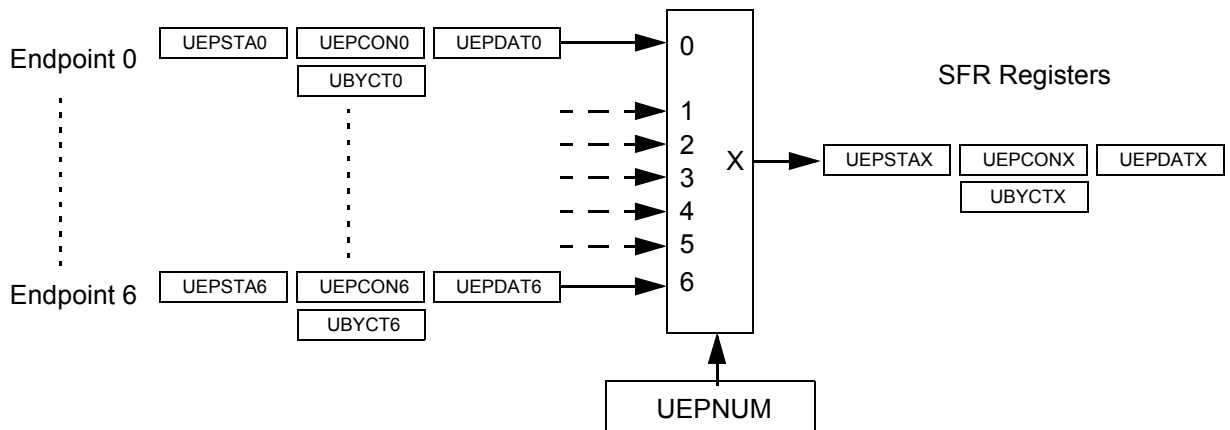 Endpoint 0 UEPSTA0 UEPCON0 UEPDAT0 0
UBYCT0
SFR Registers
1
2
3 X UEPSTAX UEPCONX UEPDATX
UBYCTX
4
5
Endpoint 6 UEPSTA6 UEPCON6 UEPDAT6 6
UBYCT6
UEPNUM